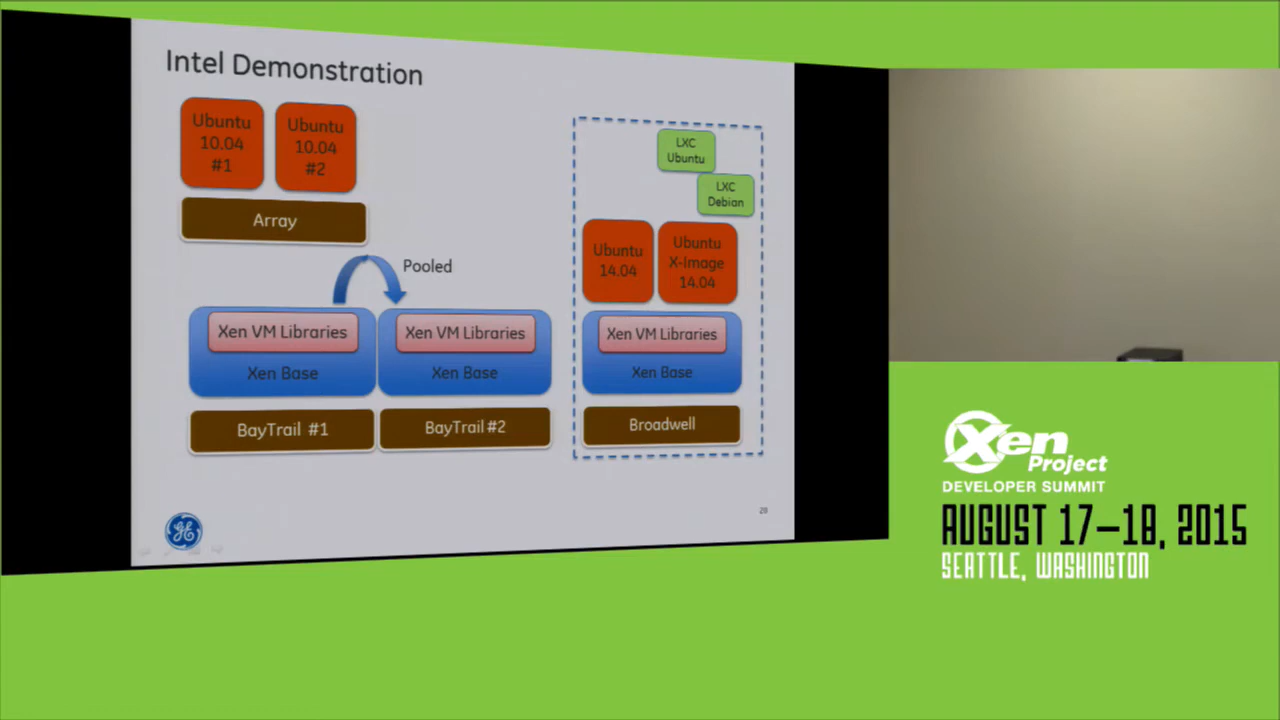 Intel Demonstration
Ubuntu
10.04
#1
Ubuntu
10.04
#2
Array
Pooled
Xen VM Libraries
Xen Base
Xen VM Libraries
Xen Base
BayTrail #1
BayTrail #2
LXC
Ubuntu
LXC
Debian
Ubuntu
14.04
Ubuntu
X-Image
14.04
Xen VM Libraries
Xen Base
Broadwell
20
GE
Xen
Project
DEVELOPER SUMMIT
AUGUST 17–18, 2015
SEATTLE, WASHINGTON